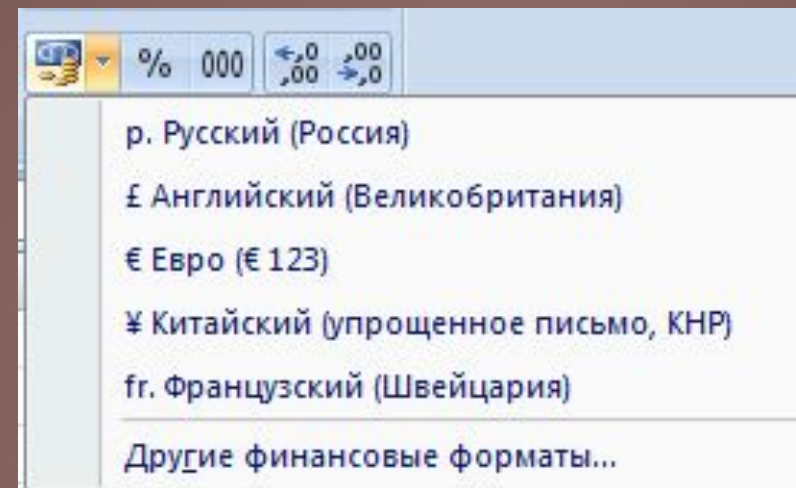 % 000 ,0 ,00 ,00 ,0
р. Русский (Россия)
£ Английский (Великобритания)
€ Евро (€ 123)
¥ Китайский (упрощенное письмо, КНР)
fr. Французский (Швейцария)
Другие финансовые форматы...